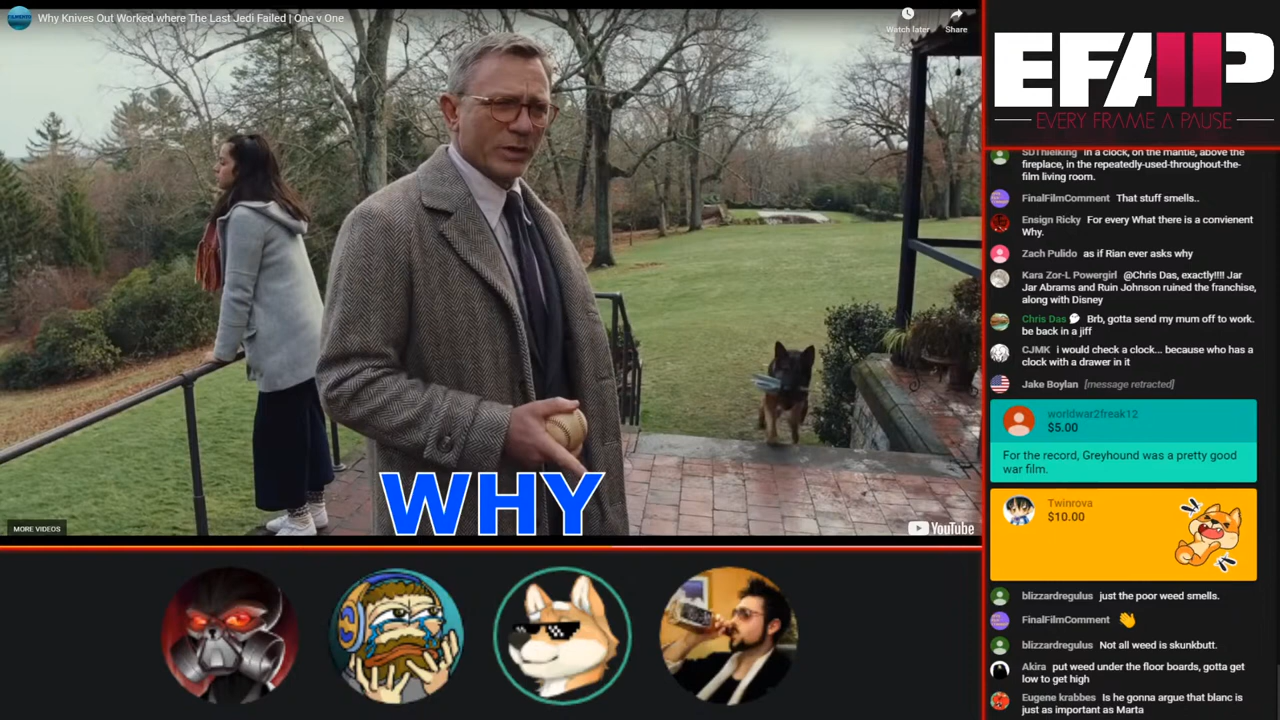 Why Knives Out Worked where The Last Jedi Failed | One v One
Watch later
Share
WHY
MORE VIDEOS
YouTube
EFAP
EVERY FRAME A PAUSE
SDThielking In a clock, on the mantle, above the
fireplace, in the repeatedly-used-throughout-the-
film living room.
FinalFilmComment That stuff smells..
Ensign Ricky For every What there is a convienent
Why.
Zach Pulido as if Rian ever asks why
Kara Zor-L Powergirl @Chris Das, exactly!!!! Jar
Jar Abrams and Ruin Johnson ruined the franchise,
along with Disney
Chris Das Brb, gotta send my mum off to work.
be back in a jiff
CJMK i would check a clock... because who has a
clock with a drawer in it
Jake Boylan [message retracted]
worldwar2freak12
$5.00
For the record, Greyhound was a pretty good
war film.
Twinrova
$10.00
blizzardregulus just the poor weed smells.
FinalFilmComment 👋
blizzardregulus Not all weed is skunkbutt.
Akira put weed under the floor boards, gotta get
low to get high
Eugene krabbes Is he gonna argue that blanc is
just as important as Marta